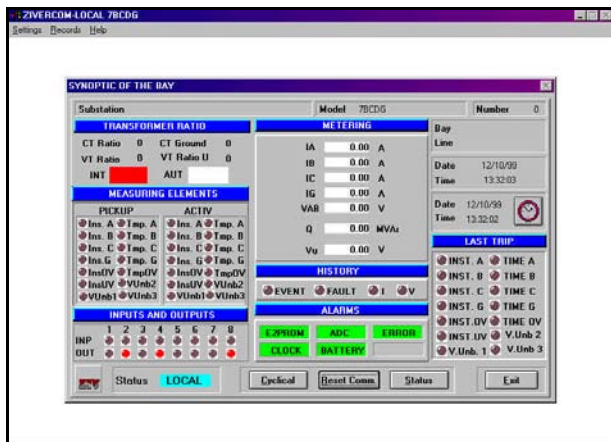 ZIVERCOM-LOCAL 7BCDG
Settings Records Help
SYNOPTIC OF THE BAY
Substation Model 7BCDG Number 0
TRANSFORMER RATIO
CT Ratio 0 CT Ground 0
VT Ratio 0 VT Ratio U 0
INT AUT
MEASURING ELEMENTS
PICKUP ACTIV
Ins. A Tmp. A Ins. A Tmp. A
Ins. B Tmp. B Ins. B Tmp. B
Ins. C Tmp. C Ins. C Tmp. C
Ins. G Tmp. G Ins. G Tmp. G
InsOV TmpOV InsOV TmpOV
InsUV VUnb2 InsUV VUnb2
VUnb1 VUnb3 VUnb1 VUnb3
INPUTS AND OUTPUTS
1 2 3 4 5 6 7 8
INP
OUT
METERING
IA 0.00 A
IB 0.00 A
IC 0.00 A
IG 0.00 A
VAB 0.00 V
Q 0.00 MVAr
Vu 0.00 V
HISTORY
EVENT FAULT I V
ALARMS
E2PROM ADC ERROR
CLOCK BATTERY
Bay
Line
Date 12/10/99
Time 13:32:03
Date 12/10/99
Time 13:32:02
LAST TRIP
INST. A TIME A
INST. B TIME B
INST. C TIME C
INST. G TIME G
INST.OV TIME OV
INST.UV V.Unb 2
V.Unb. 1 V.Unb 3
Status LOCAL Cyclical Reset Comm. Status Exit